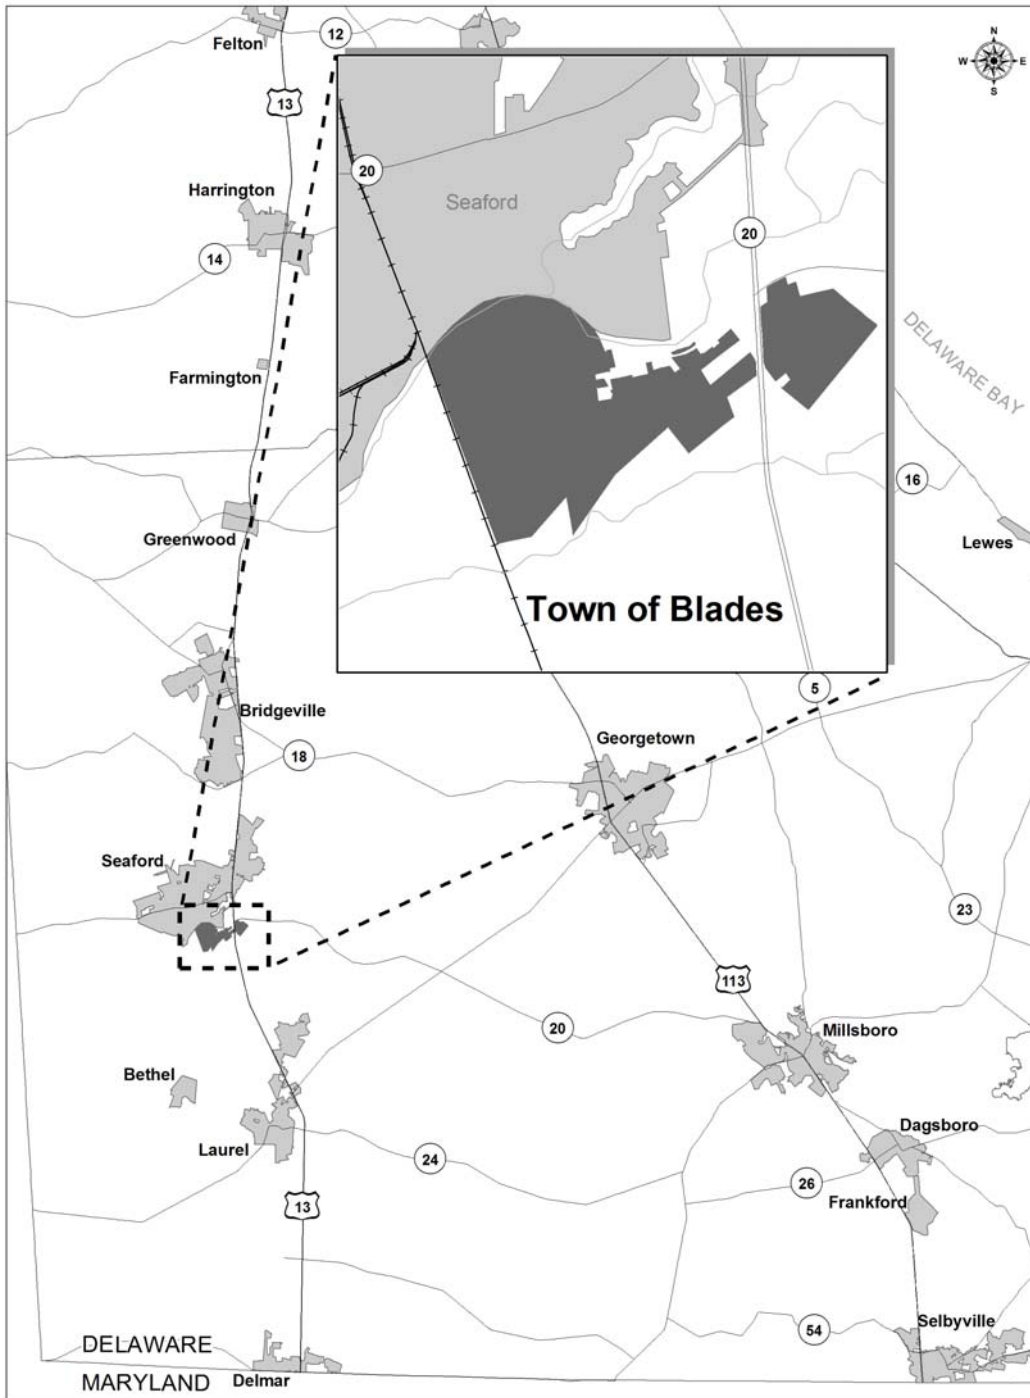 Felton
12
N
W E
S
13
20
Harrington
Seaford
14
20
DELAWARE BAY
Farmington
16
Greenwood
Lewes
Town of Blades
5
Bridgeville
Georgetown
18
Seaford
23
113
20
Millsboro
Bethel
Dagsboro
Laurel
24
26
13
Frankford
Selbyville
54
DELAWARE
MARYLAND
Delmar